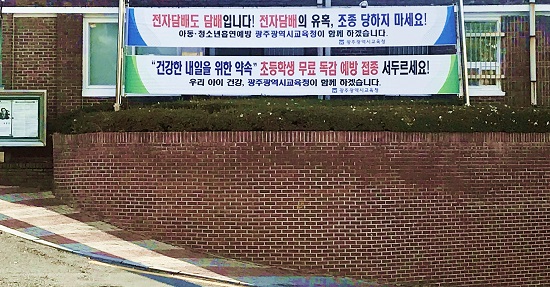 전자담배도 담배입니다! 전자담배의 유혹, 조종 당하지 마세요!
아동·청소년흡연예방 광주광역시교육청이 함께 하겠습니다.
광주광역시교육청
“건강한 내일을 위한 약속” 초등학생 무료 독감 예방 접종 서두르세요!
우리 아이 건강, 광주광역시교육청이 함께 하겠습니다.
광주광역시교육청